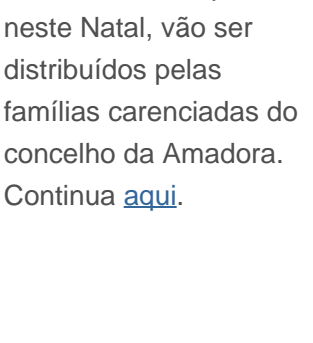 neste Natal, vão ser
distribuídos pelas
famílias carenciadas do
concelho da Amadora.
Continua aqui.